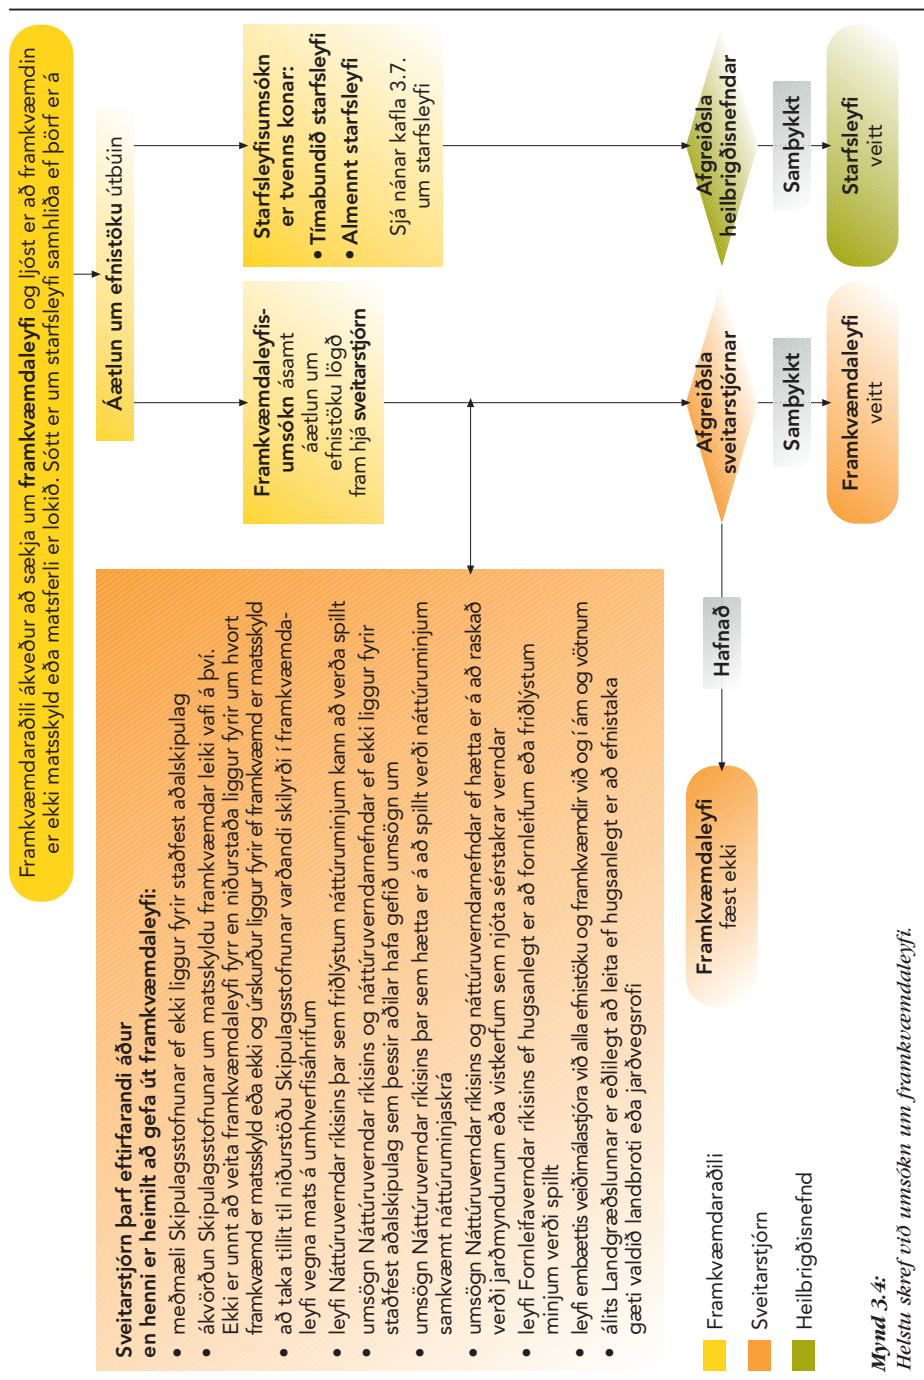 Framkvæmdaraðili ákveður að sækja um framkvæmdaleyfi og ljóst er að framkvæmdin
er ekki matsskyld eða matsferli er lokið. Sótt er um starfsleyfi samhliða ef þörf er á
Áætlun um efnistöku útbúin
Framkvæmdaleyfis-
umsókn ásamt
áætlun um
efnistöku lögð
fram hjá sveitarstjórn
Starfsleyfisumsókn
er tvenns konar:
• Tímabundið starfsleyfi
• Almennt starfsleyfi
Sjá nánar kafla 3.7.
um starfsleyfi
Sveitarstjórn þarf eftirfarandi áður
en henni er heimilt að gefa út framkvæmdaleyfi:
• meðmæli Skipulagsstofnunar ef ekki liggur fyrir staðfest aðalskipulag
• ákvörðun Skipulagsstofnunar um matsskyldu framkvæmdar leiki vafi á því.
Ekki er unnt að veita framkvæmdaleyfi fyrr en niðurstaða liggur fyrir um hvort
framkvæmd er matsskyld eða ekki og úrskurður liggur fyrir ef framkvæmd er matsskyld
• að taka tillit til niðurstöðu Skipulagsstofnunar varðandi skilyrði í framkvæmda-
leyfi vegna mats á umhverfisáhrifum
• leyfi Náttúruverndar ríkisins þar sem friðlýstum náttúruminjum kann að verða spillt
• umsögn Náttúruverndar ríkisins og náttúruverndarnefndar ef ekki liggur fyrir
staðfest aðalskipulag sem þessir aðilar hafa gefið umsögn um
• umsögn Náttúruverndar ríkisins þar sem hætta er á að spillt verði náttúruminjum
samkvæmt náttúruminjaskrá
• umsögn Náttúruverndar ríkisins og náttúruverndarnefndar ef hætta er á að raskað
verði jarðmyndunum eða vistkerfum sem njóta sérstakrar verndar
• leyfi Fornleifaverndar ríkisins ef hugsanlegt er að fornleifum eða friðlýstum
minjum verði spillt
• leyfi embættis veiðimálastjóra við alla efnistöku og framkvæmdir við og í ám og vötnum
• álits Landgræðslunnar er eðlilegt að leita ef hugsanlegt er að efnistaka
gæti valdið landbroti eða jarðvegsrofi
Afgreiðsla
sveitarstjórnar
Afgreiðsla
heilbrigðisnefndar
Hafnað
Samþykkt
Samþykkt
Framkvæmdaleyfi
fæst ekki
Framkvæmdaleyfi
veitt
Starfsleyfi
veitt
Framkvæmdaraðili
Sveitarstjórn
Heilbrigðisnefnd
Mynd 3.4:
Helstu skref við umsókn um framkvæmdaleyfi.